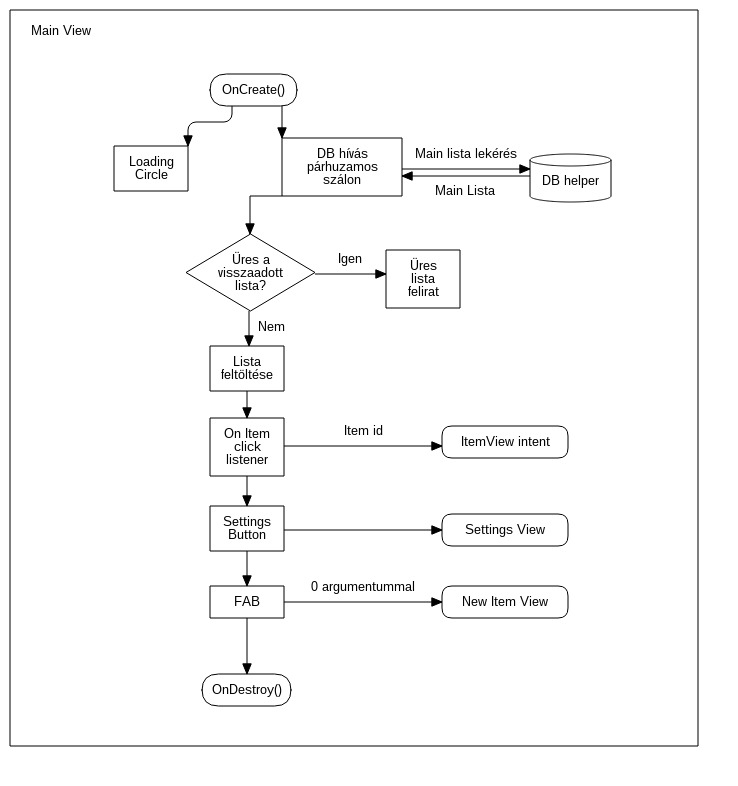 Main View
OnCreate()
Loading
Circle
DB hívás
párhuzamos
szálon
Main lista lekérés
Main Lista
DB helper
Üres a
visszaadott
lista?
Igen
Üres
lista
felirat
Nem
Lista
feltöltése
On Item
click
listener
Item id
ItemView intent
Settings
Button
Settings View
FAB
0 argumentummal
New Item View
OnDestroy()